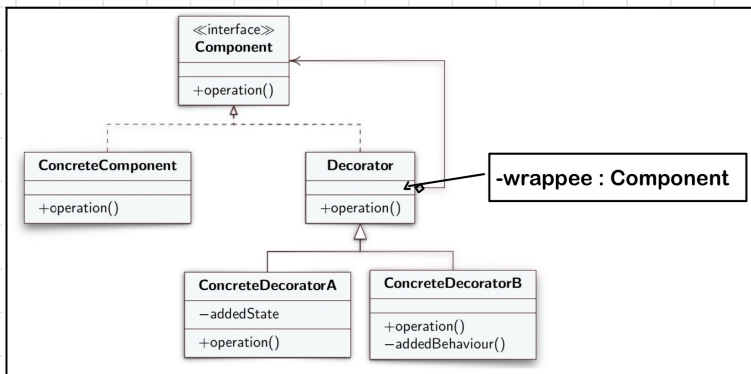 ≪interface≫
Component
+operation()
ConcreteComponent
+operation()
Decorator
+operation()
-wrappee : Component
ConcreteDecoratorA
−addedState
+operation()
ConcreteDecoratorB
+operation()
−addedBehaviour()